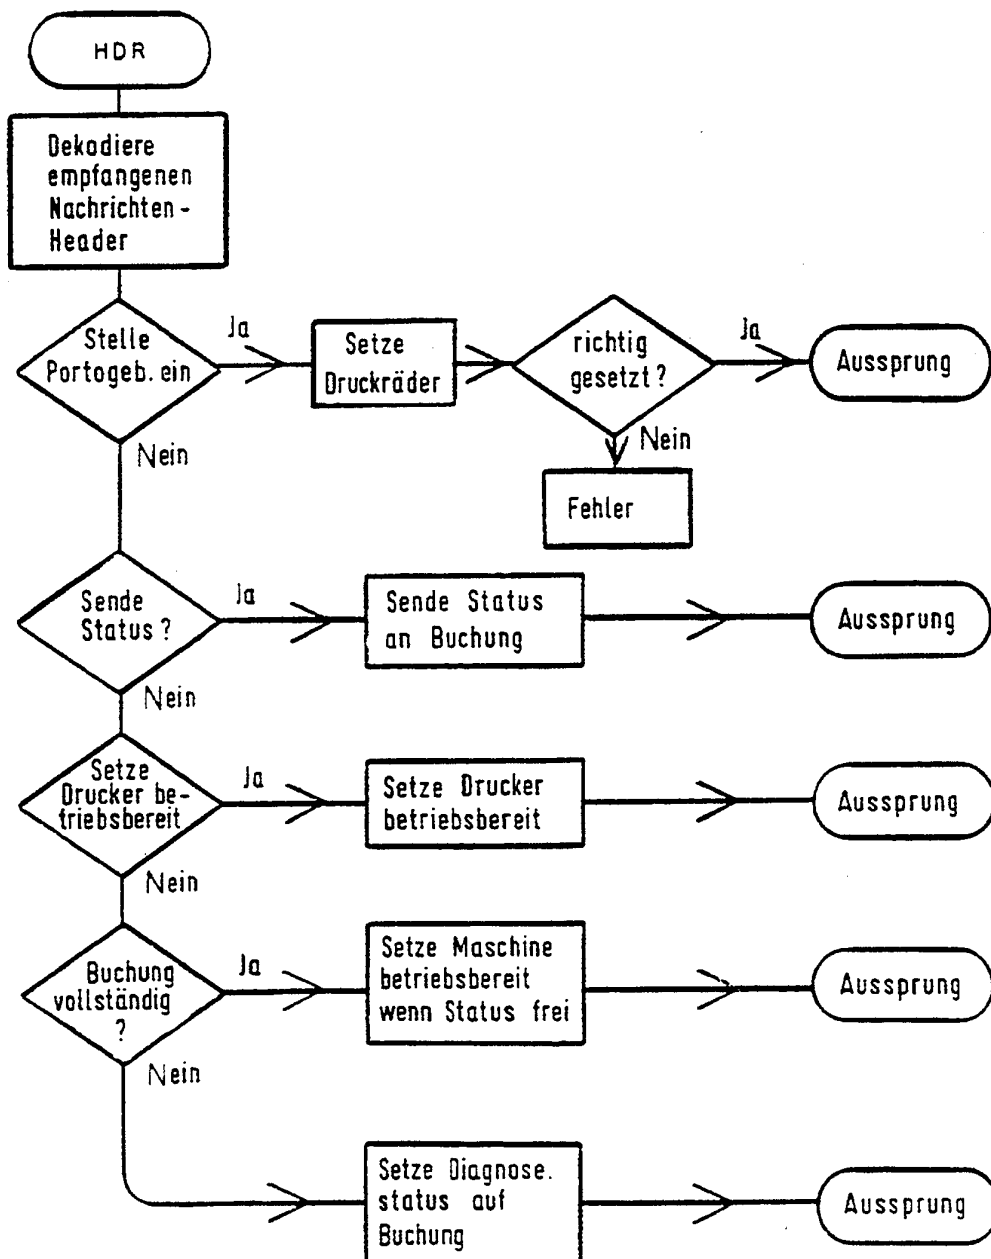 HDR
Dekodiere
empfangenen
Nachrichten-
Header
Stelle
Portogeb. ein
Ja
Setze
Druckräder
richtig
gesetzt?
Ja
Aussprung
Nein
Nein
Fehler
Sende
Status?
Ja
Sende Status
an Buchung
Aussprung
Nein
Setze
Drucker be-
triebsbereit
Ja
Setze Drucker
betriebsbereit
Aussprung
Nein
Buchung
vollständig
?
Ja
Setze Maschine
betriebsbereit
wenn Status frei
Aussprung
Nein
Setze Diagnose.
status auf
Buchung
Aussprung